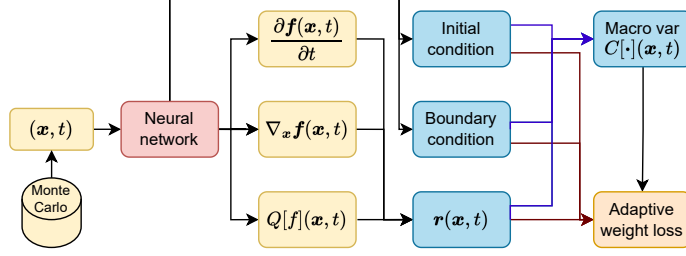 Monte
Carlo
(x, t)
Neural
network
∂f(x, t)
∂t
∇ₓf(x, t)
Q[f](x, t)
Initial
condition
Boundary
condition
r(x, t)
Macro var
C[·](x, t)
Adaptive
weight loss